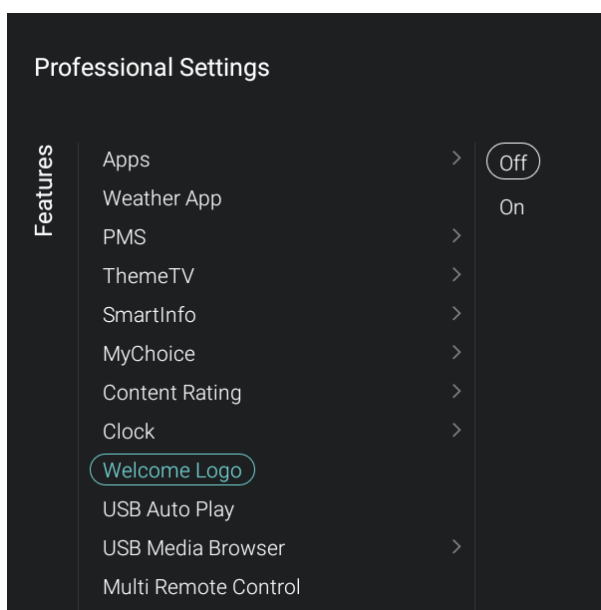 Professional Settings
Features
Apps
Off
Weather App
On
PMS
ThemeTV
SmartInfo
MyChoice
Content Rating
Clock
Welcome Logo
USB Auto Play
USB Media Browser
Multi Remote Control